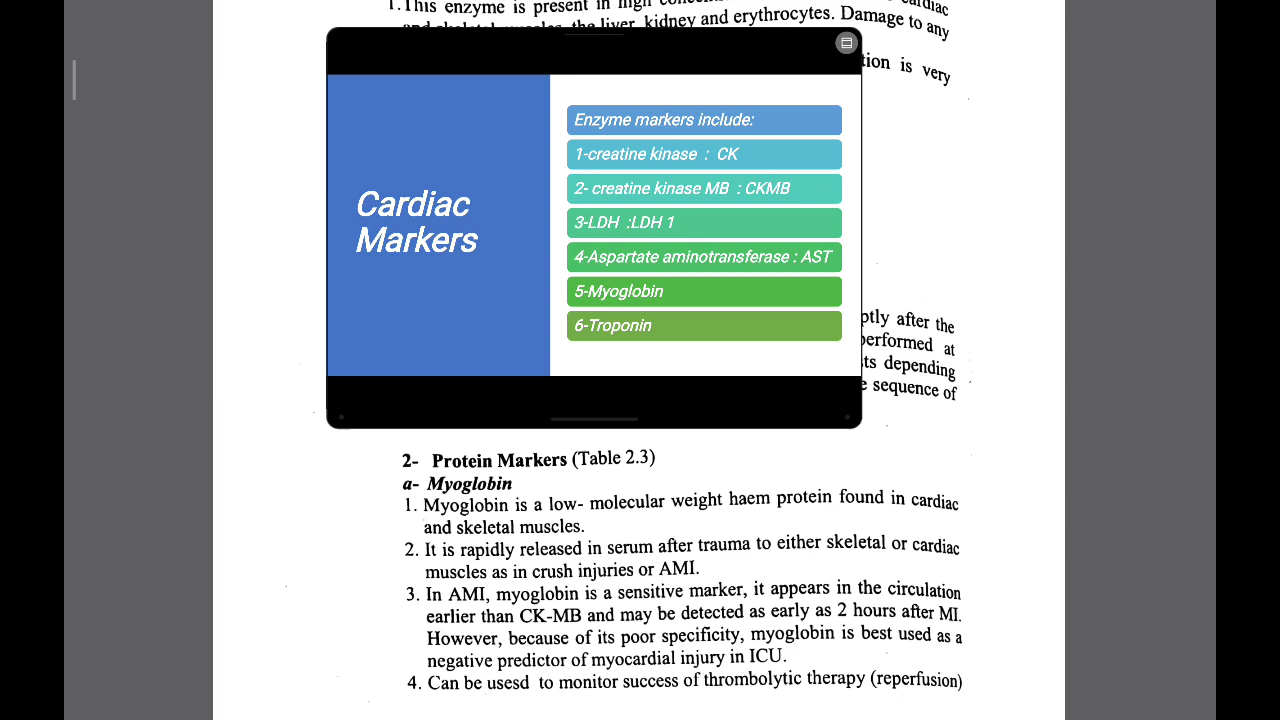 1. This enzyme is present in high cardiac
the liver, kidney and erythrocytes. Damage to any
tion is very
Cardiac
Markers
Enzyme markers include:
1-creatine kinase : CK
2- creatine kinase MB : CKMB
3-LDH :LDH 1
4-Aspartate aminotransferase : AST
5-Myoglobin
6-Troponin
ptly after the
performed at
sts depending
e sequence of
2- Protein Markers (Table 2.3)
a- Myoglobin
1. Myoglobin is a low- molecular weight haem protein found in cardiac
and skeletal muscles.
2. It is rapidly released in serum after trauma to either skeletal or cardiac
muscles as in crush injuries or AMI.
3. In AMI, myoglobin is a sensitive marker, it appears in the circulation
earlier than CK-MB and may be detected as early as 2 hours after MI.
However, because of its poor specificity, myoglobin is best used as a
negative predictor of myocardial injury in ICU.
4. Can be usesd to monitor success of thrombolytic therapy (reperfusion)